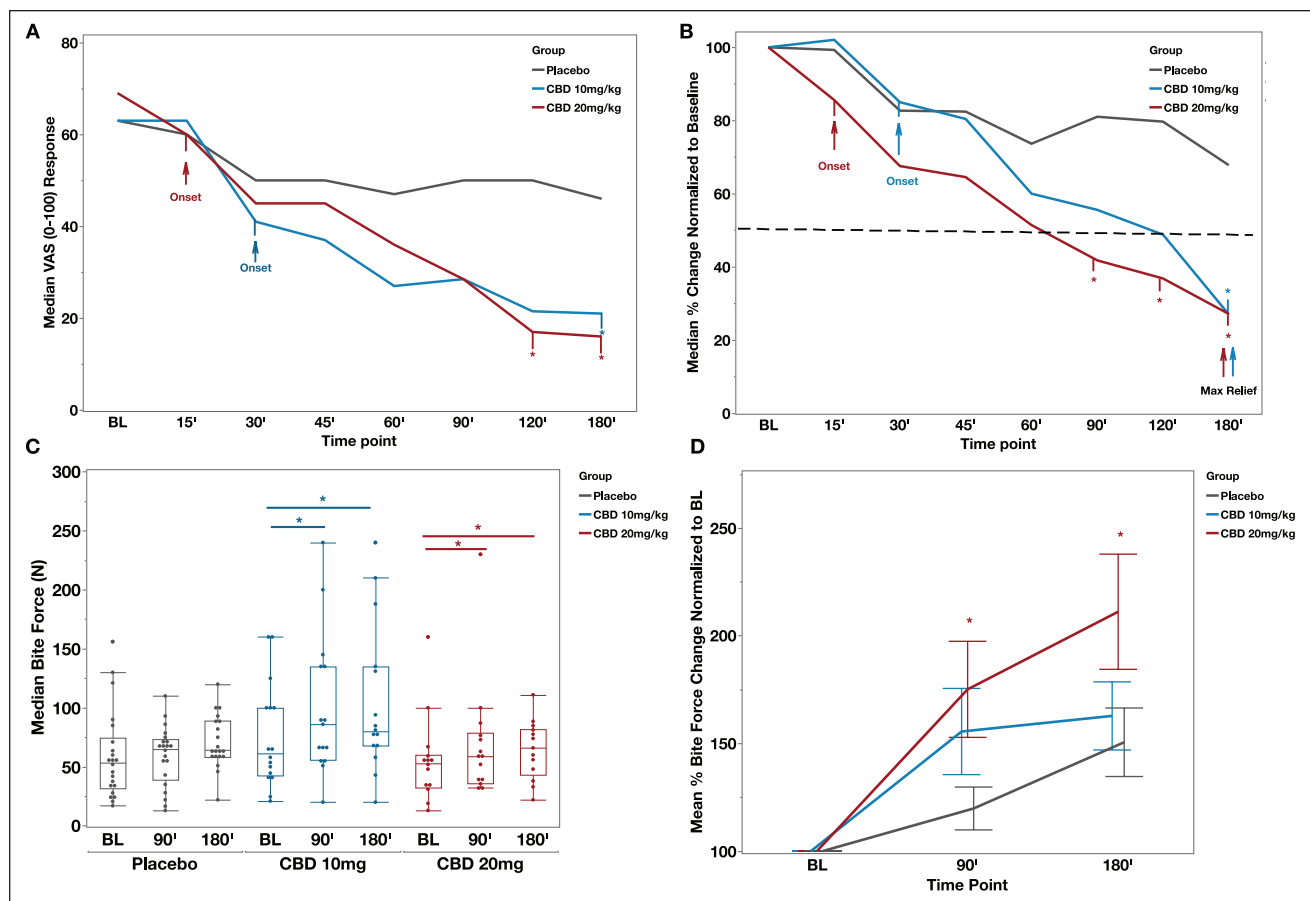 A
Median VAS (0-100) Response
80
60
40
20
0
BL 15' 30' 45' 60' 90' 120' 180'
Time point
Group
Placebo
CBD 10mg/kg
CBD 20mg/kg
Onset
Onset
*
*
*
B
Median % Change Normalized to Baseline
100
80
60
40
20
0
BL 15' 30' 45' 60' 90' 120' 180'
Time point
Group
Placebo
CBD 10mg/kg
CBD 20mg/kg
Onset
Onset
*
*
*
*
Max Relief
C
Median Bite Force (N)
300
250
200
150
100
50
0
BL 90' 180' BL 90' 180' BL 90' 180'
Placebo CBD 10mg CBD 20mg
Group
Placebo
CBD 10mg/kg
CBD 20mg/kg
*
*
*
*
D
Mean % Bite Force Change Normalized to BL
250
200
150
100
BL 90' 180'
Time Point
Group
Placebo
CBD 10mg/kg
CBD 20mg/kg
*
*